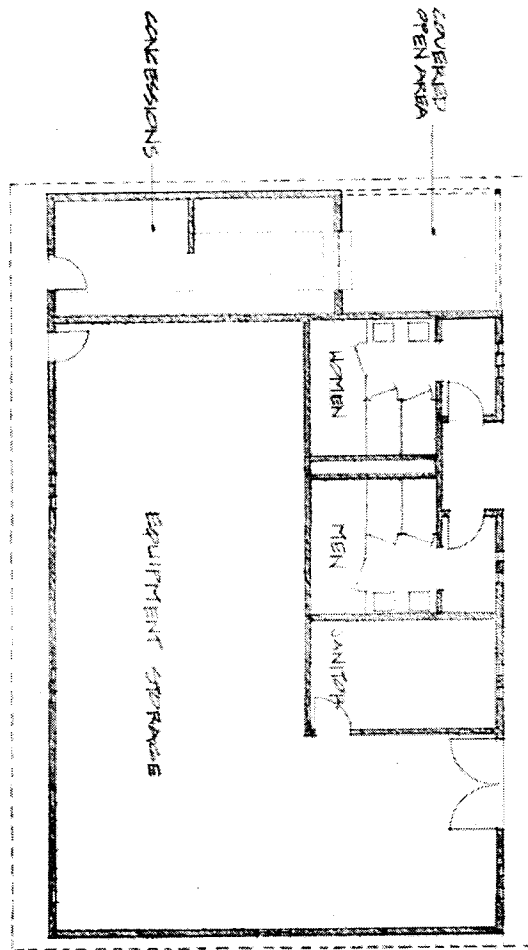 COVERED
OPEN AREA
CONCESSIONS
WOMEN
MEN
JANITOR
EQUIPMENT STORAGE